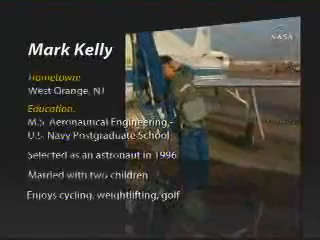 NASA
Mark Kelly
Hometown:
West Orange, NJ
Education:
M.S. Aeronautical Engineering -
U.S. Navy Postgraduate School
Selected as an astronaut in 1996
Married with two children
Enjoys cycling, weightlifting, golf